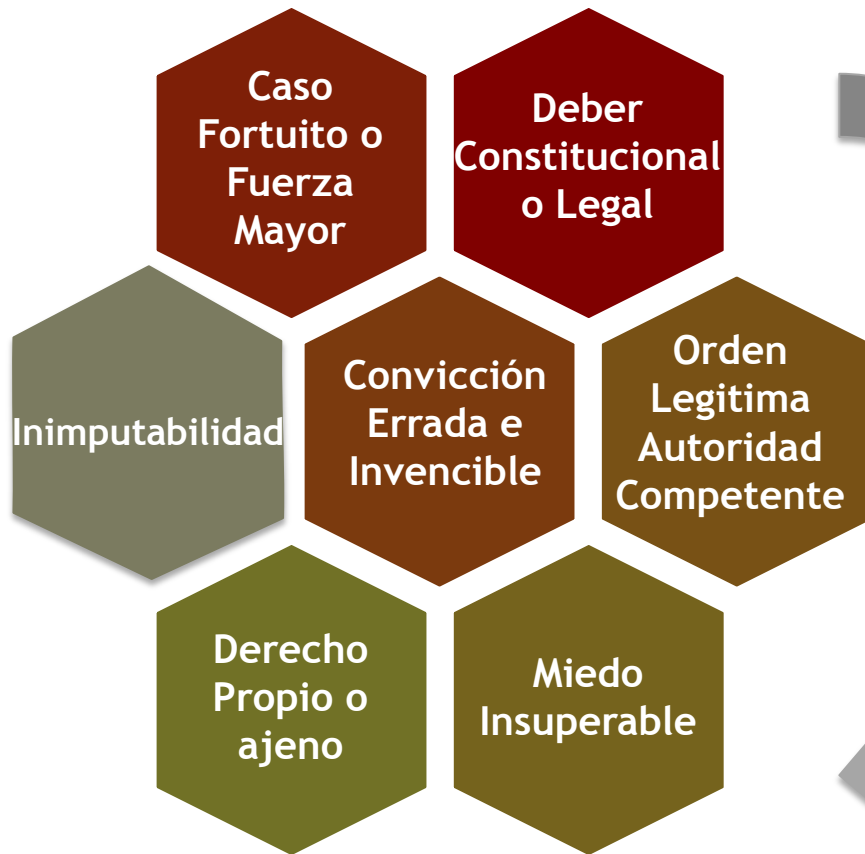 Caso
Fortuito o
Fuerza
Mayor
Deber
Constitucional
o Legal
Inimputabilidad
Convicción
Errada e
Invencible
Orden
Legitima
Autoridad
Competente
Derecho
Propio o
ajeno
Miedo
Insuperable